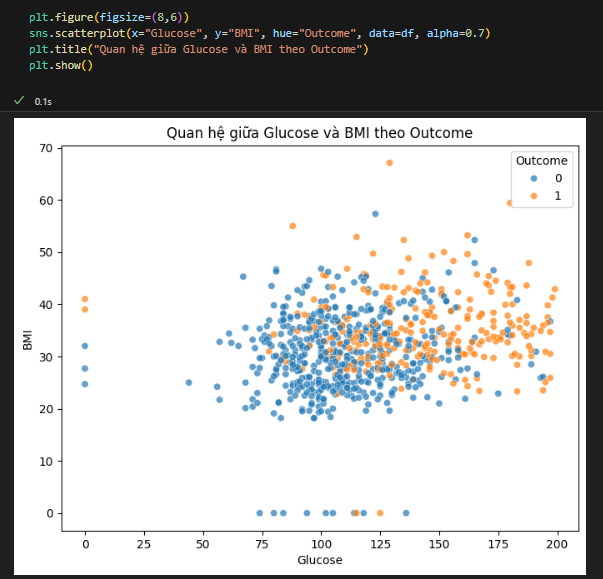 plt.figure(figsize=(8,6))
sns.scatterplot(x="Glucose", y="BMI", hue="Outcome", data=df, alpha=0.7)
plt.title("Quan hệ giữa Glucose và BMI theo Outcome")
plt.show()
✓ 0.1s
Quan hệ giữa Glucose và BMI theo Outcome
Outcome
0
1
70
60
50
40
30
20
10
0
BMI
0 25 50 75 100 125 150 175 200
Glucose